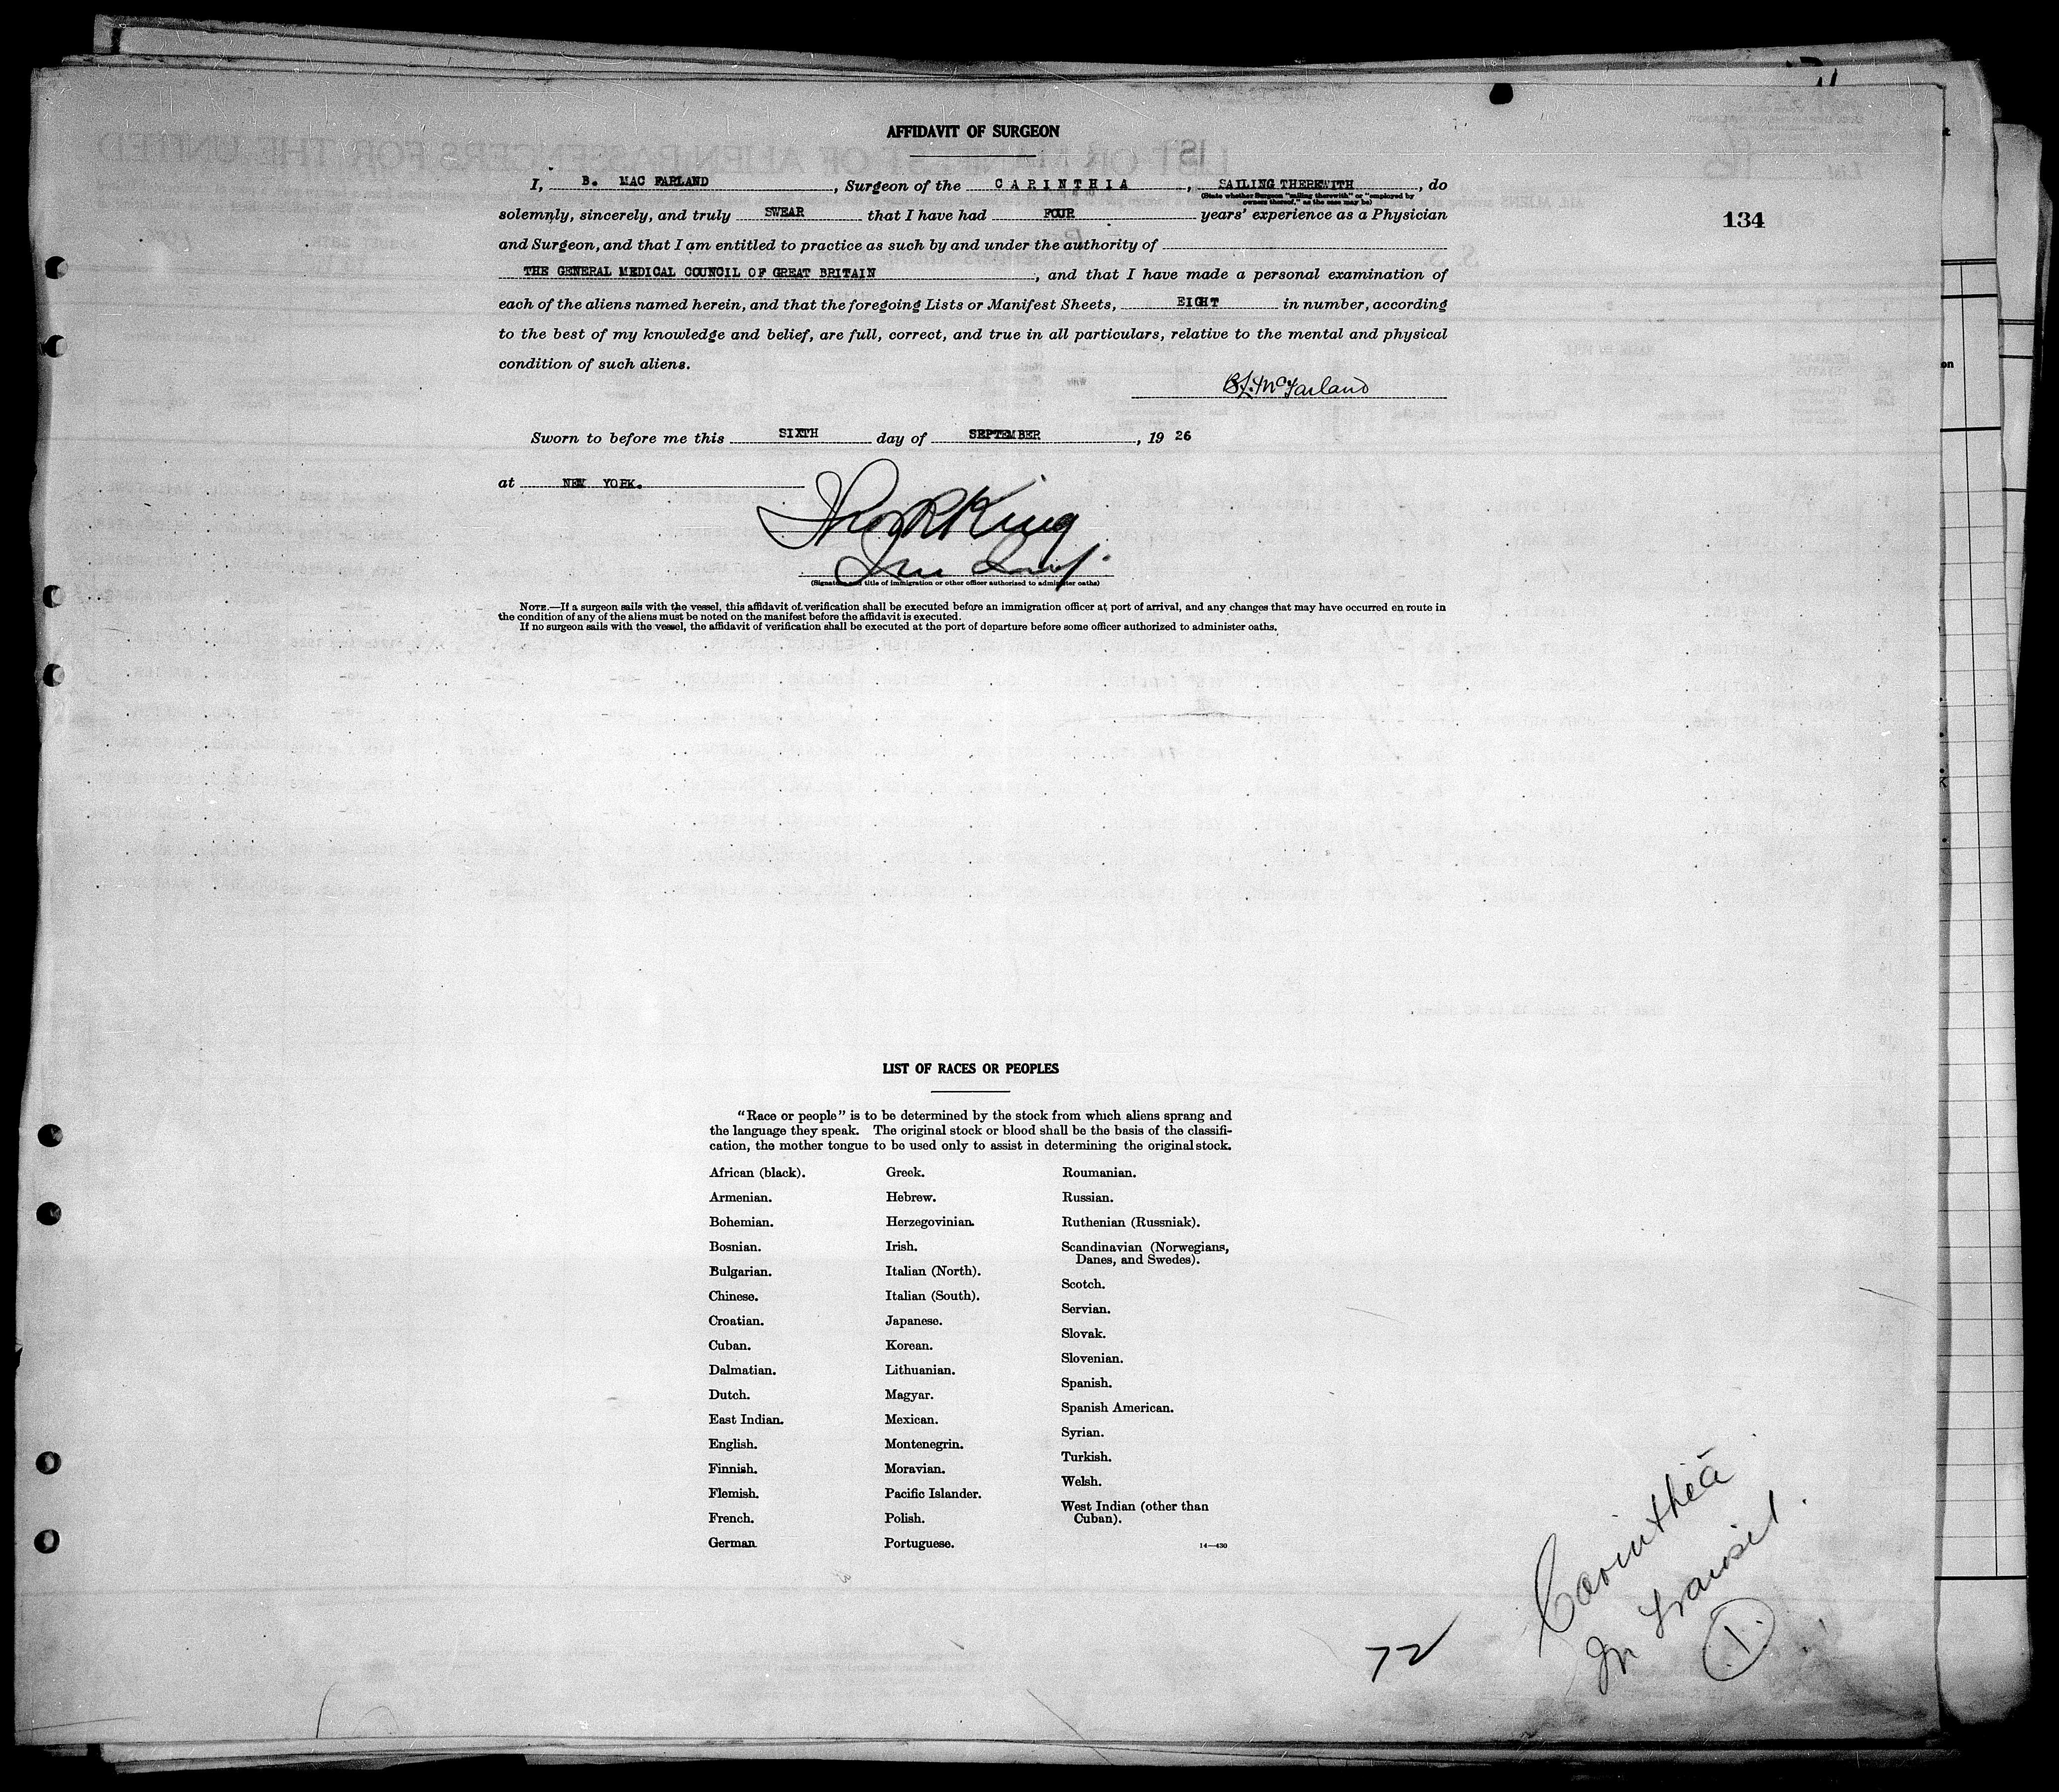 AFFIDAVIT OF SURGEON
I, B. MAC FARLAND, Surgeon of the CARINTHIA, SAILING THEREWITH, do
(State whether Surgeon "sailing therewith" or "employed by owners thereof," as the case may be)
134
solemnly, sincerely, and truly SWEAR that I have had FOUR years' experience as a Physician
and Surgeon, and that I am entitled to practice as such by and under the authority of
THE GENERAL MEDICAL COUNCIL OF GREAT BRITAIN, and that I have made a personal examination of
each of the aliens named herein, and that the foregoing Lists or Manifest Sheets, EIGHT in number, according
to the best of my knowledge and belief, are full, correct, and true in all particulars, relative to the mental and physical
condition of such aliens.
McFarland
Sworn to before me this SIXTH day of SEPTEMBER, 19 26
at NEW YORK.
King
(Signature and title of immigration or other officer authorized to administer oaths)
NOTE.—If a surgeon sails with the vessel, this affidavit of verification shall be executed before an immigration officer at port of arrival, and any changes that may have occurred en route in
the condition of any of the aliens must be noted on the manifest before the affidavit is executed.
If no surgeon sails with the vessel, the affidavit of verification shall be executed at the port of departure before some officer authorized to administer oaths.
LIST OF RACES OR PEOPLES
"Race or people" is to be determined by the stock from which aliens sprang and
the language they speak. The original stock or blood shall be the basis of the classifi-
cation, the mother tongue to be used only to assist in determining the original stock.
African (black).
Armenian.
Bohemian.
Bosnian.
Bulgarian.
Chinese.
Croatian.
Cuban.
Dalmatian.
Dutch.
East Indian.
English.
Finnish.
Flemish.
French.
German
Greek.
Hebrew.
Herzegovinian.
Irish.
Italian (North).
Italian (South).
Japanese.
Korean.
Lithuanian.
Magyar.
Mexican.
Montenegrin.
Moravian.
Pacific Islander.
Polish.
Portuguese.
Roumanian.
Russian.
Ruthenian (Russniak).
Scandinavian (Norwegians,
Danes, and Swedes).
Scotch.
Servian.
Slovak.
Slovenian.
Spanish.
Spanish American.
Syrian.
Turkish.
Welsh.
West Indian (other than
Cuban).
14—430
72
Carinthia
In Transit.
1